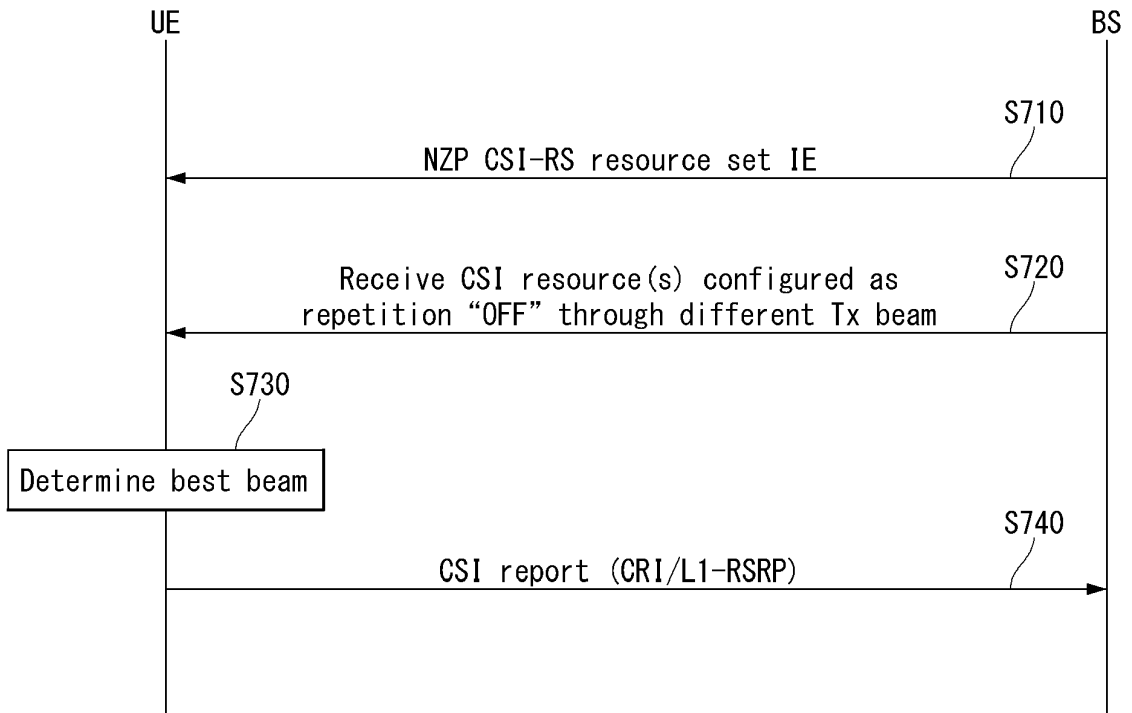 UE
BS
S710
NZP CSI-RS resource set IE
S720
Receive CSI resource(s) configured as
repetition “OFF” through different Tx beam
S730
Determine best beam
S740
CSI report (CRI/L1-RSRP)